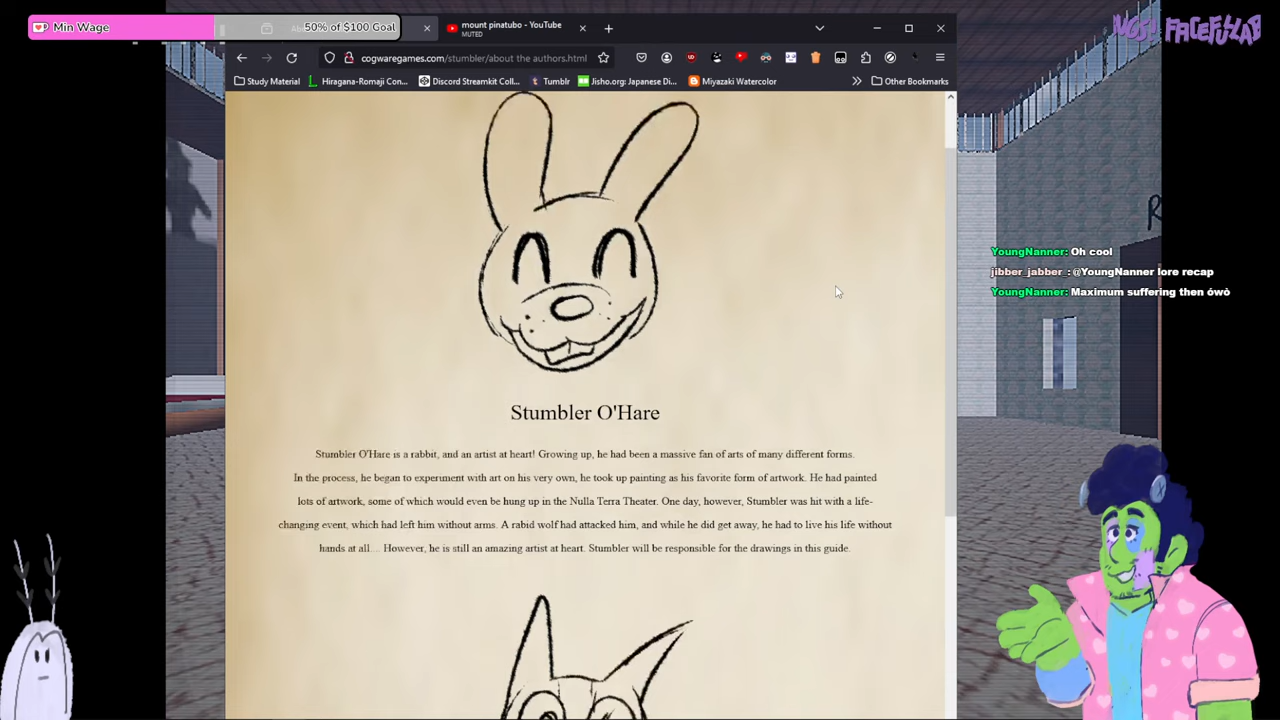 Min Wage
50% of $100 Goal
mount pinatubo - YouTube
MUTED
NOSI FACEFULLAB
cogwaregames.com/stumbler/about the authors.html
Study Material
Hiragana-Romaji Con...
Discord Streamkit Coll...
Tumblr
Jisho.org: Japanese Di...
Miyazaki Watercolor
Other Bookmarks
YoungNanner: Oh cool
jibber_jabber_: @YoungNanner lore recap
YoungNanner: Maximum suffering then ówò
Stumbler O'Hare
Stumbler O'Hare is a rabbit, and an artist at heart! Growing up, he had been a massive fan of arts of many different forms.
In the process, he began to experiment with art on his very own, he took up painting as his favorite form of artwork. He had painted
lots of artwork, some of which would even be hung up in the Nulla Terra Theater. One day, however, Stumbler was hit with a life-
changing event, which had left him without arms. A rabid wolf had attacked him, and while he did get away, he had to live his life without
hands at all... However, he is still an amazing artist at heart. Stumbler will be responsible for the drawings in this guide.